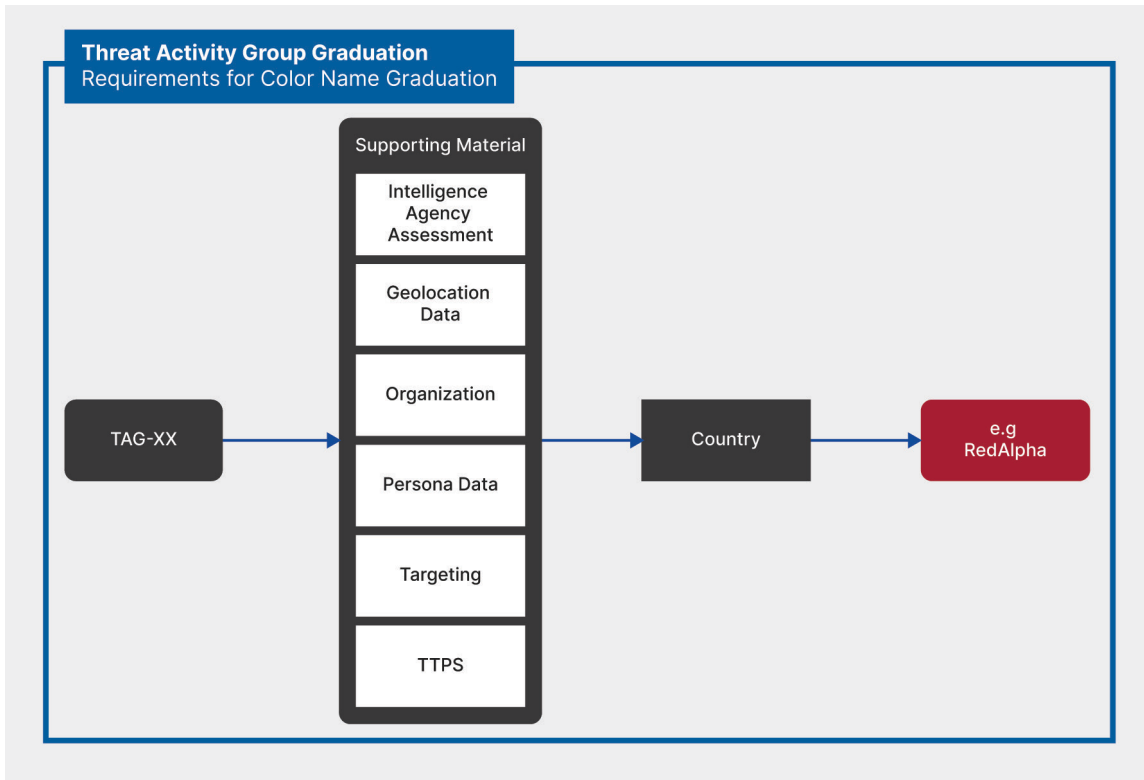 Threat Activity Group Graduation
Requirements for Color Name Graduation
Supporting Material
Intelligence
Agency
Assessment
Geolocation
Data
Organization
Persona Data
Targeting
TTPS
TAG-XX
Country
e.g
RedAlpha